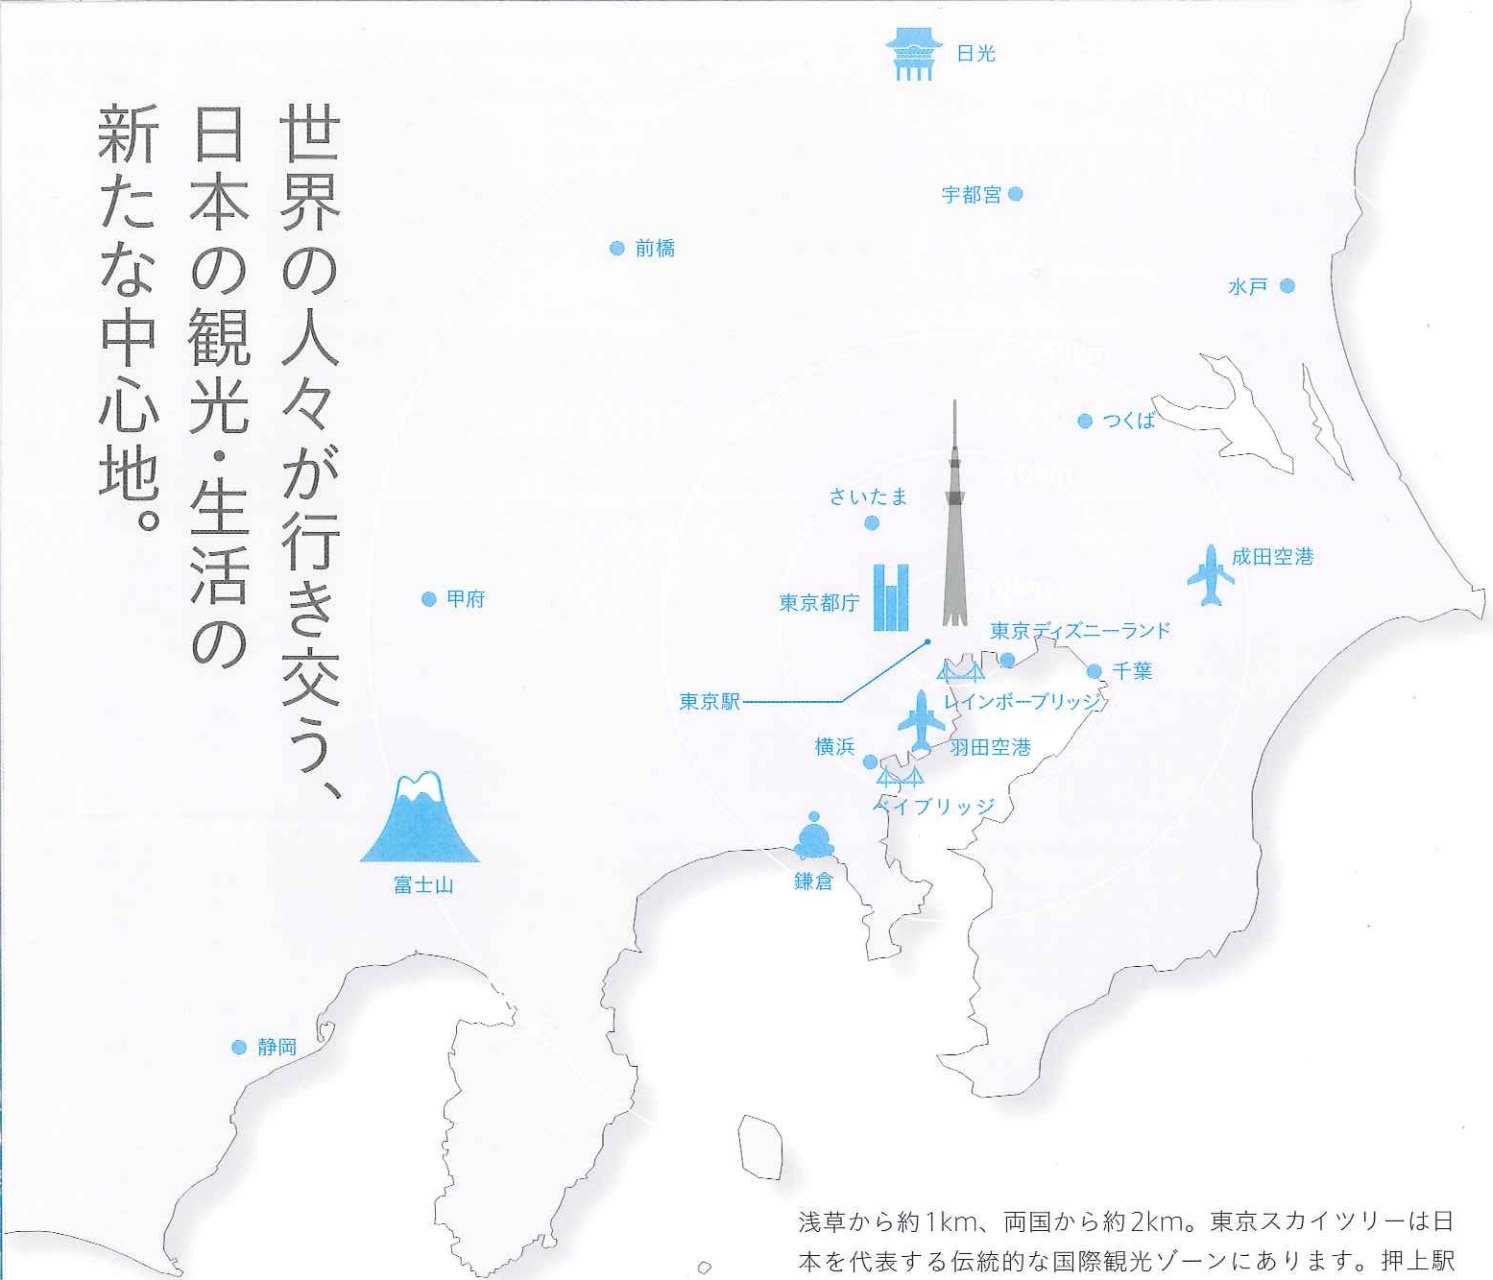 世界の人々が行き交う、
日本の観光・生活の
新たな中心地。
日光
宇都宮
前橋
水戸
50km
つくば
30km
さいたま
成田空港
10km
甲府
東京都庁
東京ディズニーランド
千葉
東京駅
レインボーブリッジ
横浜
羽田空港
ベイブリッジ
富士山
鎌倉
静岡
浅草から約1km、両国から約2km。東京スカイツリーは日
本を代表する伝統的な国際観光ゾーンにあります。押上駅